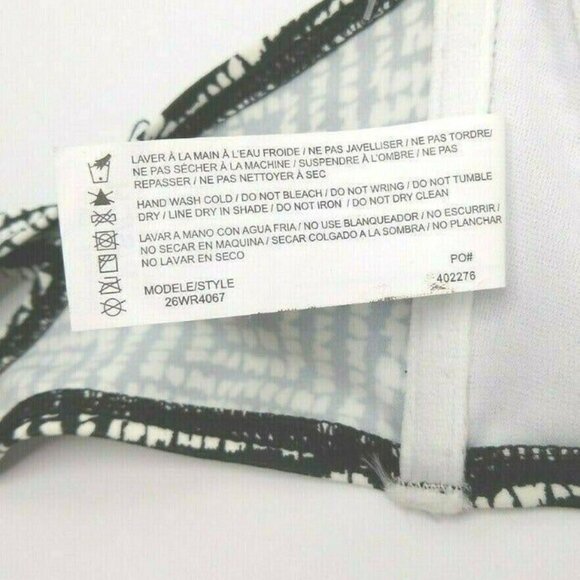 LAVER À LA MAIN À L'EAU FROIDE / NE PAS JAVELLISER / NE PAS TORDRE/
NE PAS SÉCHER À LA MACHINE / SUSPENDRE À L'OMBRE / NE PAS
REPASSER / NE PAS NETTOYER À SEC
HAND WASH COLD / DO NOT BLEACH / DO NOT WRING / DO NOT TUMBLE
DRY / LINE DRY IN SHADE / DO NOT IRON / DO NOT DRY CLEAN
LAVAR A MANO CON AGUA FRIA / NO USE BLANQUEADOR / NO ESCURRIR /
NO SECAR EN MAQUINA / SECAR COLGADO A LA SOMBRA / NO PLANCHAR
NO LAVAR EN SECO
MODELE/STYLE PO#
26WR4067 402276